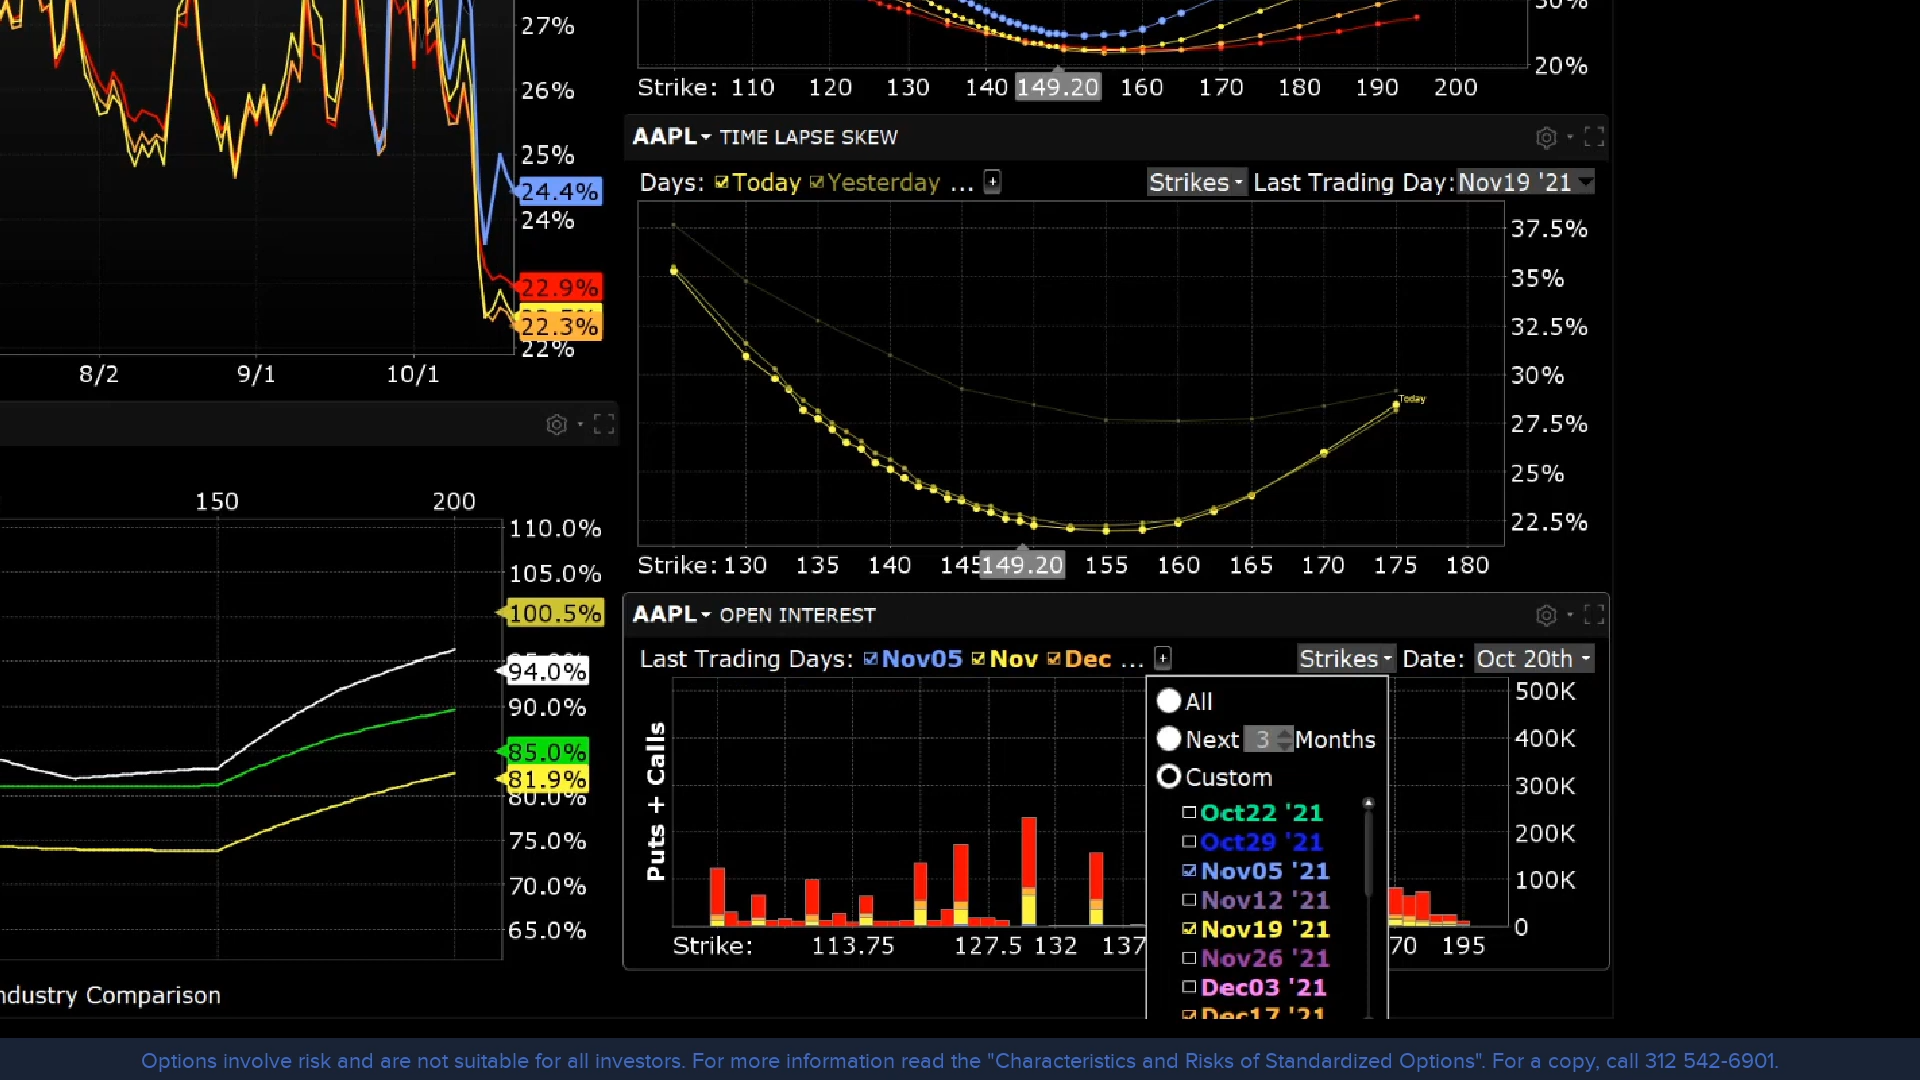 27%
26%
25%
24.4%
24%
22.9%
22.3%
22%
8/2 9/1 10/1
150 200
110.0%
105.0%
100.5%
94.0%
90.0%
85.0%
81.9%
80.0%
75.0%
70.0%
65.0%
ndustry Comparison
30%
20%
Strike: 110 120 130 140 149.20 160 170 180 190 200
AAPL TIME LAPSE SKEW
Days: Today Yesterday ... + Strikes Last Trading Day: Nov19 '21
37.5%
35%
32.5%
30%
Today
27.5%
25%
22.5%
Strike: 130 135 140 145 149.20 155 160 165 170 175 180
AAPL OPEN INTEREST
Last Trading Days: Nov05 Nov Dec ... + Strikes Date: Oct 20th
Puts + Calls
500K
400K
300K
200K
100K
0
All
Next 3 Months
Custom
Oct22 '21
Oct29 '21
Nov05 '21
Nov12 '21
Nov19 '21
Nov26 '21
Dec03 '21
Dec17 '21
Strike: 113.75 127.5 132 137 70 195
Options involve risk and are not suitable for all investors. For more information read the "Characteristics and Risks of Standardized Options". For a copy, call 312 542-6901.